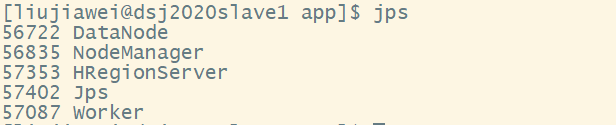 [liujiawei@dsj2020slave1 app]$ jps
56722 DataNode
56835 NodeManager
57353 HRegionServer
57402 Jps
57087 Worker